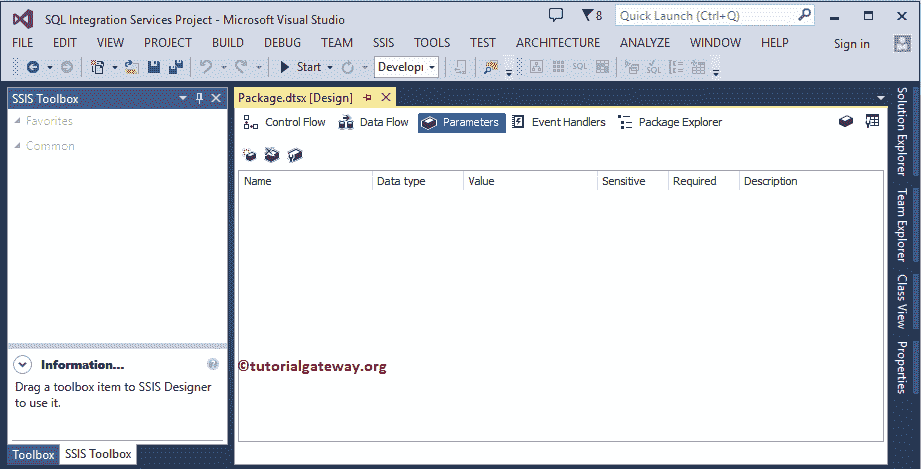 SQL Integration Services Project - Microsoft Visual Studio
8
Quick Launch (Ctrl+Q)
FILE EDIT VIEW PROJECT BUILD DEBUG TEAM SSIS TOOLS TEST ARCHITECTURE ANALYZE WINDOW HELP Sign in
Start Developi
SSIS Toolbox
Favorites
Common
Information...
Drag a toolbox item to SSIS Designer
to use it.
Toolbox SSIS Toolbox
Package.dtsx [Design]
Control Flow Data Flow Parameters Event Handlers Package Explorer
Name Data type Value Sensitive Required Description
©tutorialgateway.org
Solution Explorer
Team Explorer
Class View
Properties